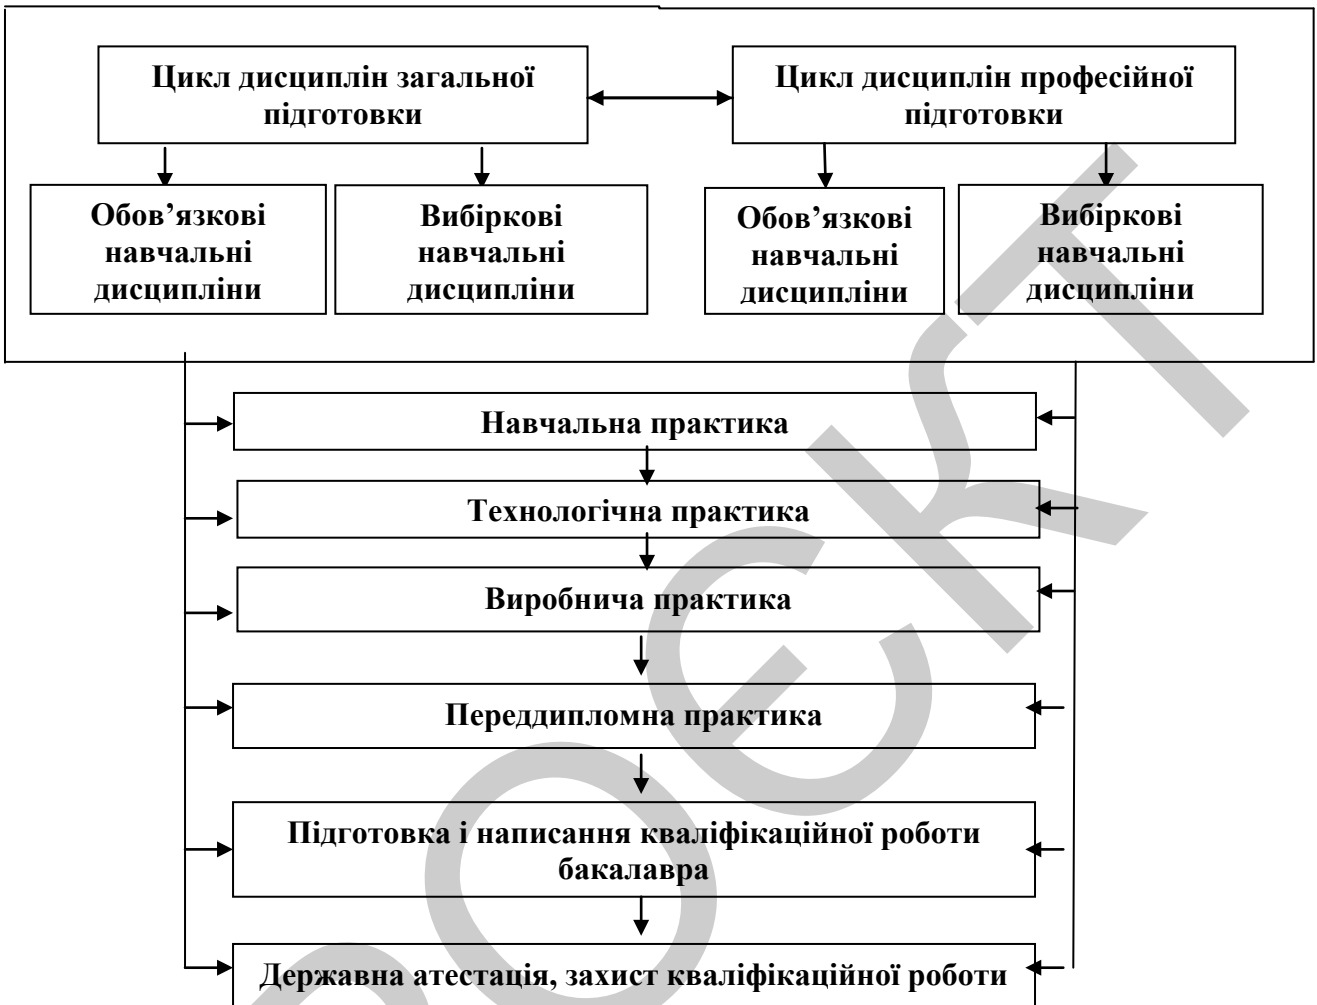 Цикл дисциплін загальної
підготовки
Цикл дисциплін професійної
підготовки
Обов’язкові
навчальні
дисципліни
Вибіркові
навчальні
дисципліни
Обов’язкові
навчальні
дисципліни
Вибіркові
навчальні
дисципліни
Навчальна практика
Технологічна практика
Виробнича практика
Переддипломна практика
Підготовка і написання кваліфікаційної роботи
бакалавра
Державна атестація, захист кваліфікаційної роботи